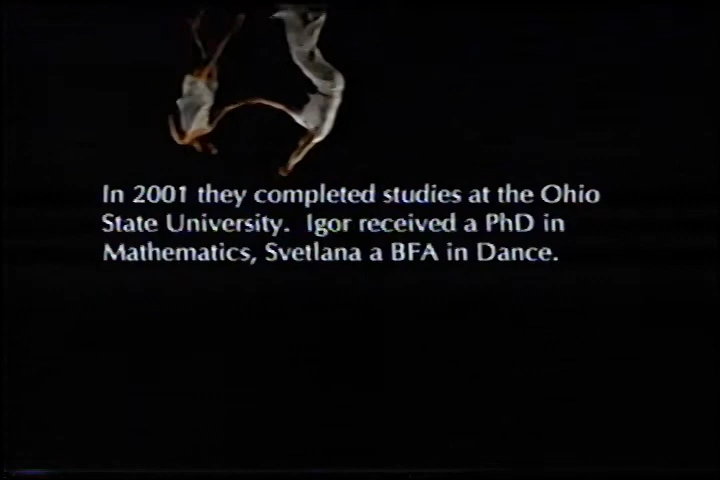 In 2001 they completed studies at the Ohio
State University.  Igor received a PhD in
Mathematics, Svetlana a BFA in Dance.